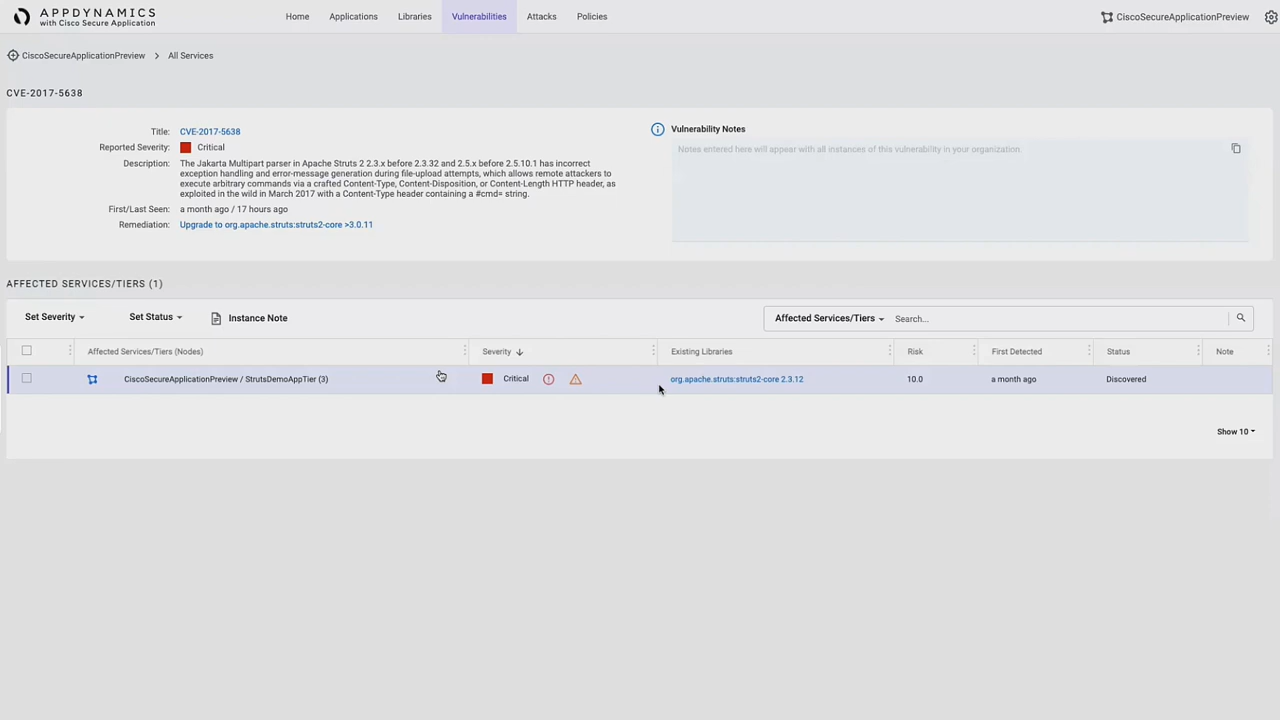 APPDYNAMICS
with Cisco Secure Application
Home
Applications
Libraries
Vulnerabilities
Attacks
Policies
CiscoSecureApplicationPreview
CiscoSecureApplicationPreview > All Services
CVE-2017-5638
Title: CVE-2017-5638
Reported Severity: Critical
Description: The Jakarta Multipart parser in Apache Struts 2 2.3.x before 2.3.32 and 2.5.x before 2.5.10.1 has incorrect
exception handling and error-message generation during file-upload attempts, which allows remote attackers to
execute arbitrary commands via a crafted Content-Type, Content-Disposition, or Content-Length HTTP header, as
exploited in the wild in March 2017 with a Content-Type header containing a #cmd= string.
First/Last Seen: a month ago / 17 hours ago
Remediation: Upgrade to org.apache.struts:struts2-core >3.0.11
Vulnerability Notes
Notes entered here will appear with all instances of this vulnerability in your organization.
AFFECTED SERVICES/TIERS (1)
Set Severity
Set Status
Instance Note
Affected Services/Tiers
Search...
Affected Services/Tiers (Nodes)
Severity
Existing Libraries
Risk
First Detected
Status
Note
CiscoSecureApplicationPreview / StrutsDemoAppTier (3)
Critical
org.apache.struts:struts2-core 2.3.12
10.0
a month ago
Discovered
Show 10